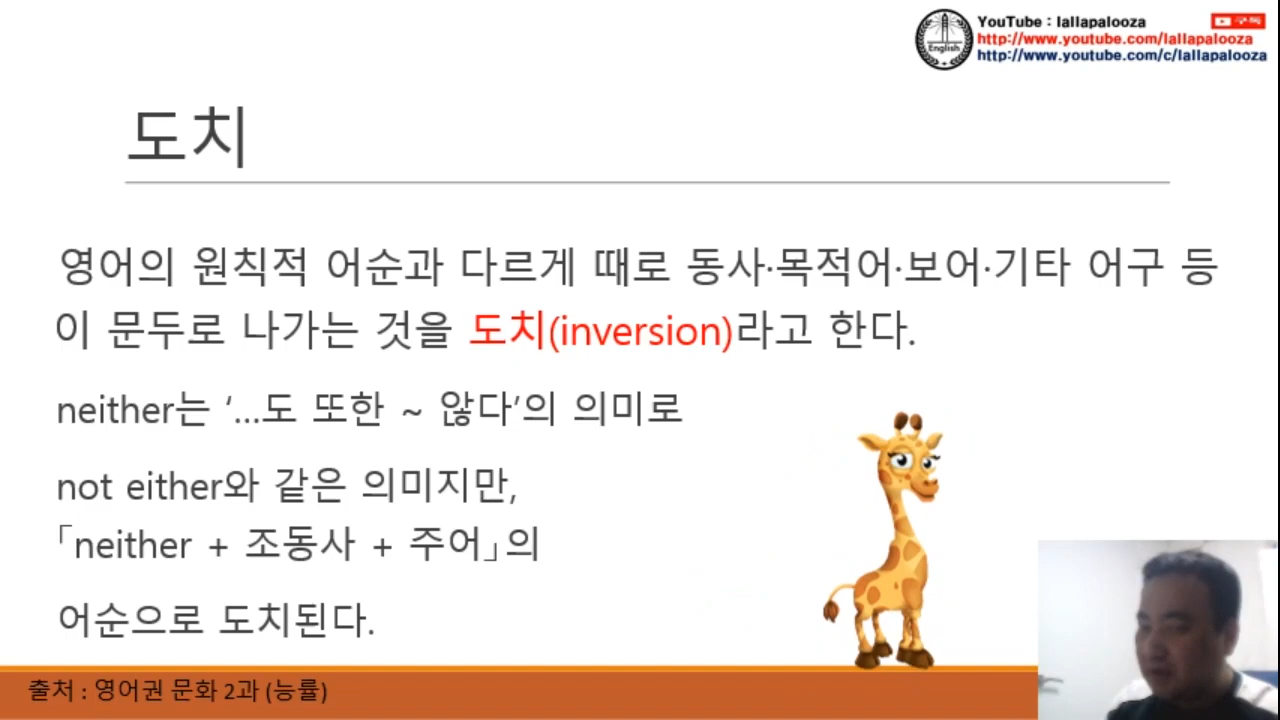 YouTube : lallapalooza
구독
http://www.youtube.com/lallapalooza
http://www.youtube.com/c/lallapalooza
English
도치
영어의 원칙적 어순과 다르게 때로 동사·목적어·보어·기타 어구 등
이 문두로 나가는 것을 도치(inversion)라고 한다.
neither는 ‘...도 또한 ~ 않다’의 의미로
not either와 같은 의미지만,
「neither + 조동사 + 주어」의
어순으로 도치된다.
출처 : 영어권 문화 2과 (능률)